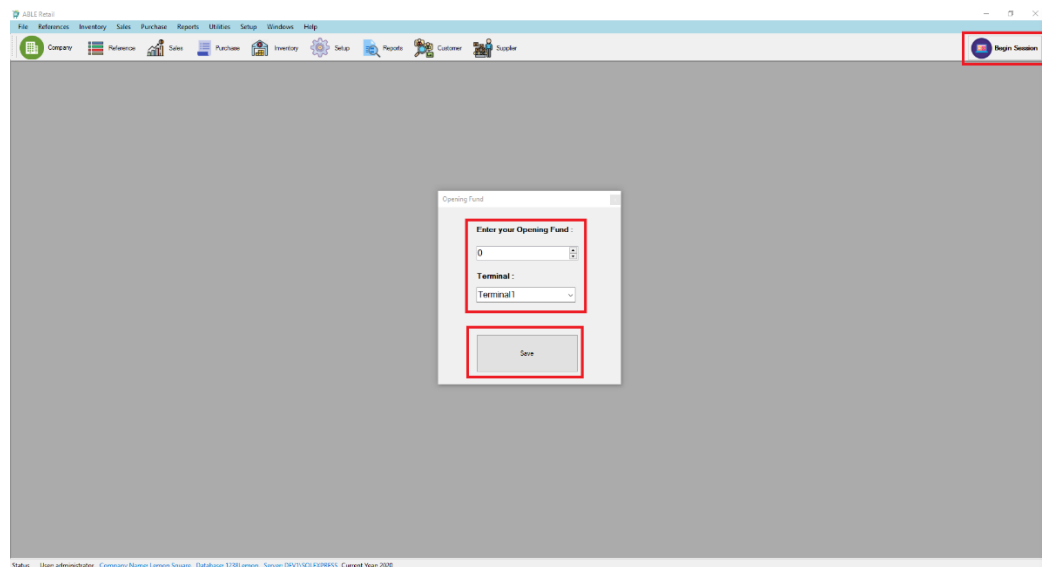 ABLE Retail
File References Inventory Sales Purchase Reports Utilities Setup Windows Help
Company Reference Sales Purchase Inventory Setup Reports Customer Supplier Begin Session
Opening Fund
Enter your Opening Fund :
0
Terminal :
Terminal1
Save
Status User: administrator Company Name: Lemon Square Server: Current Year: 2020